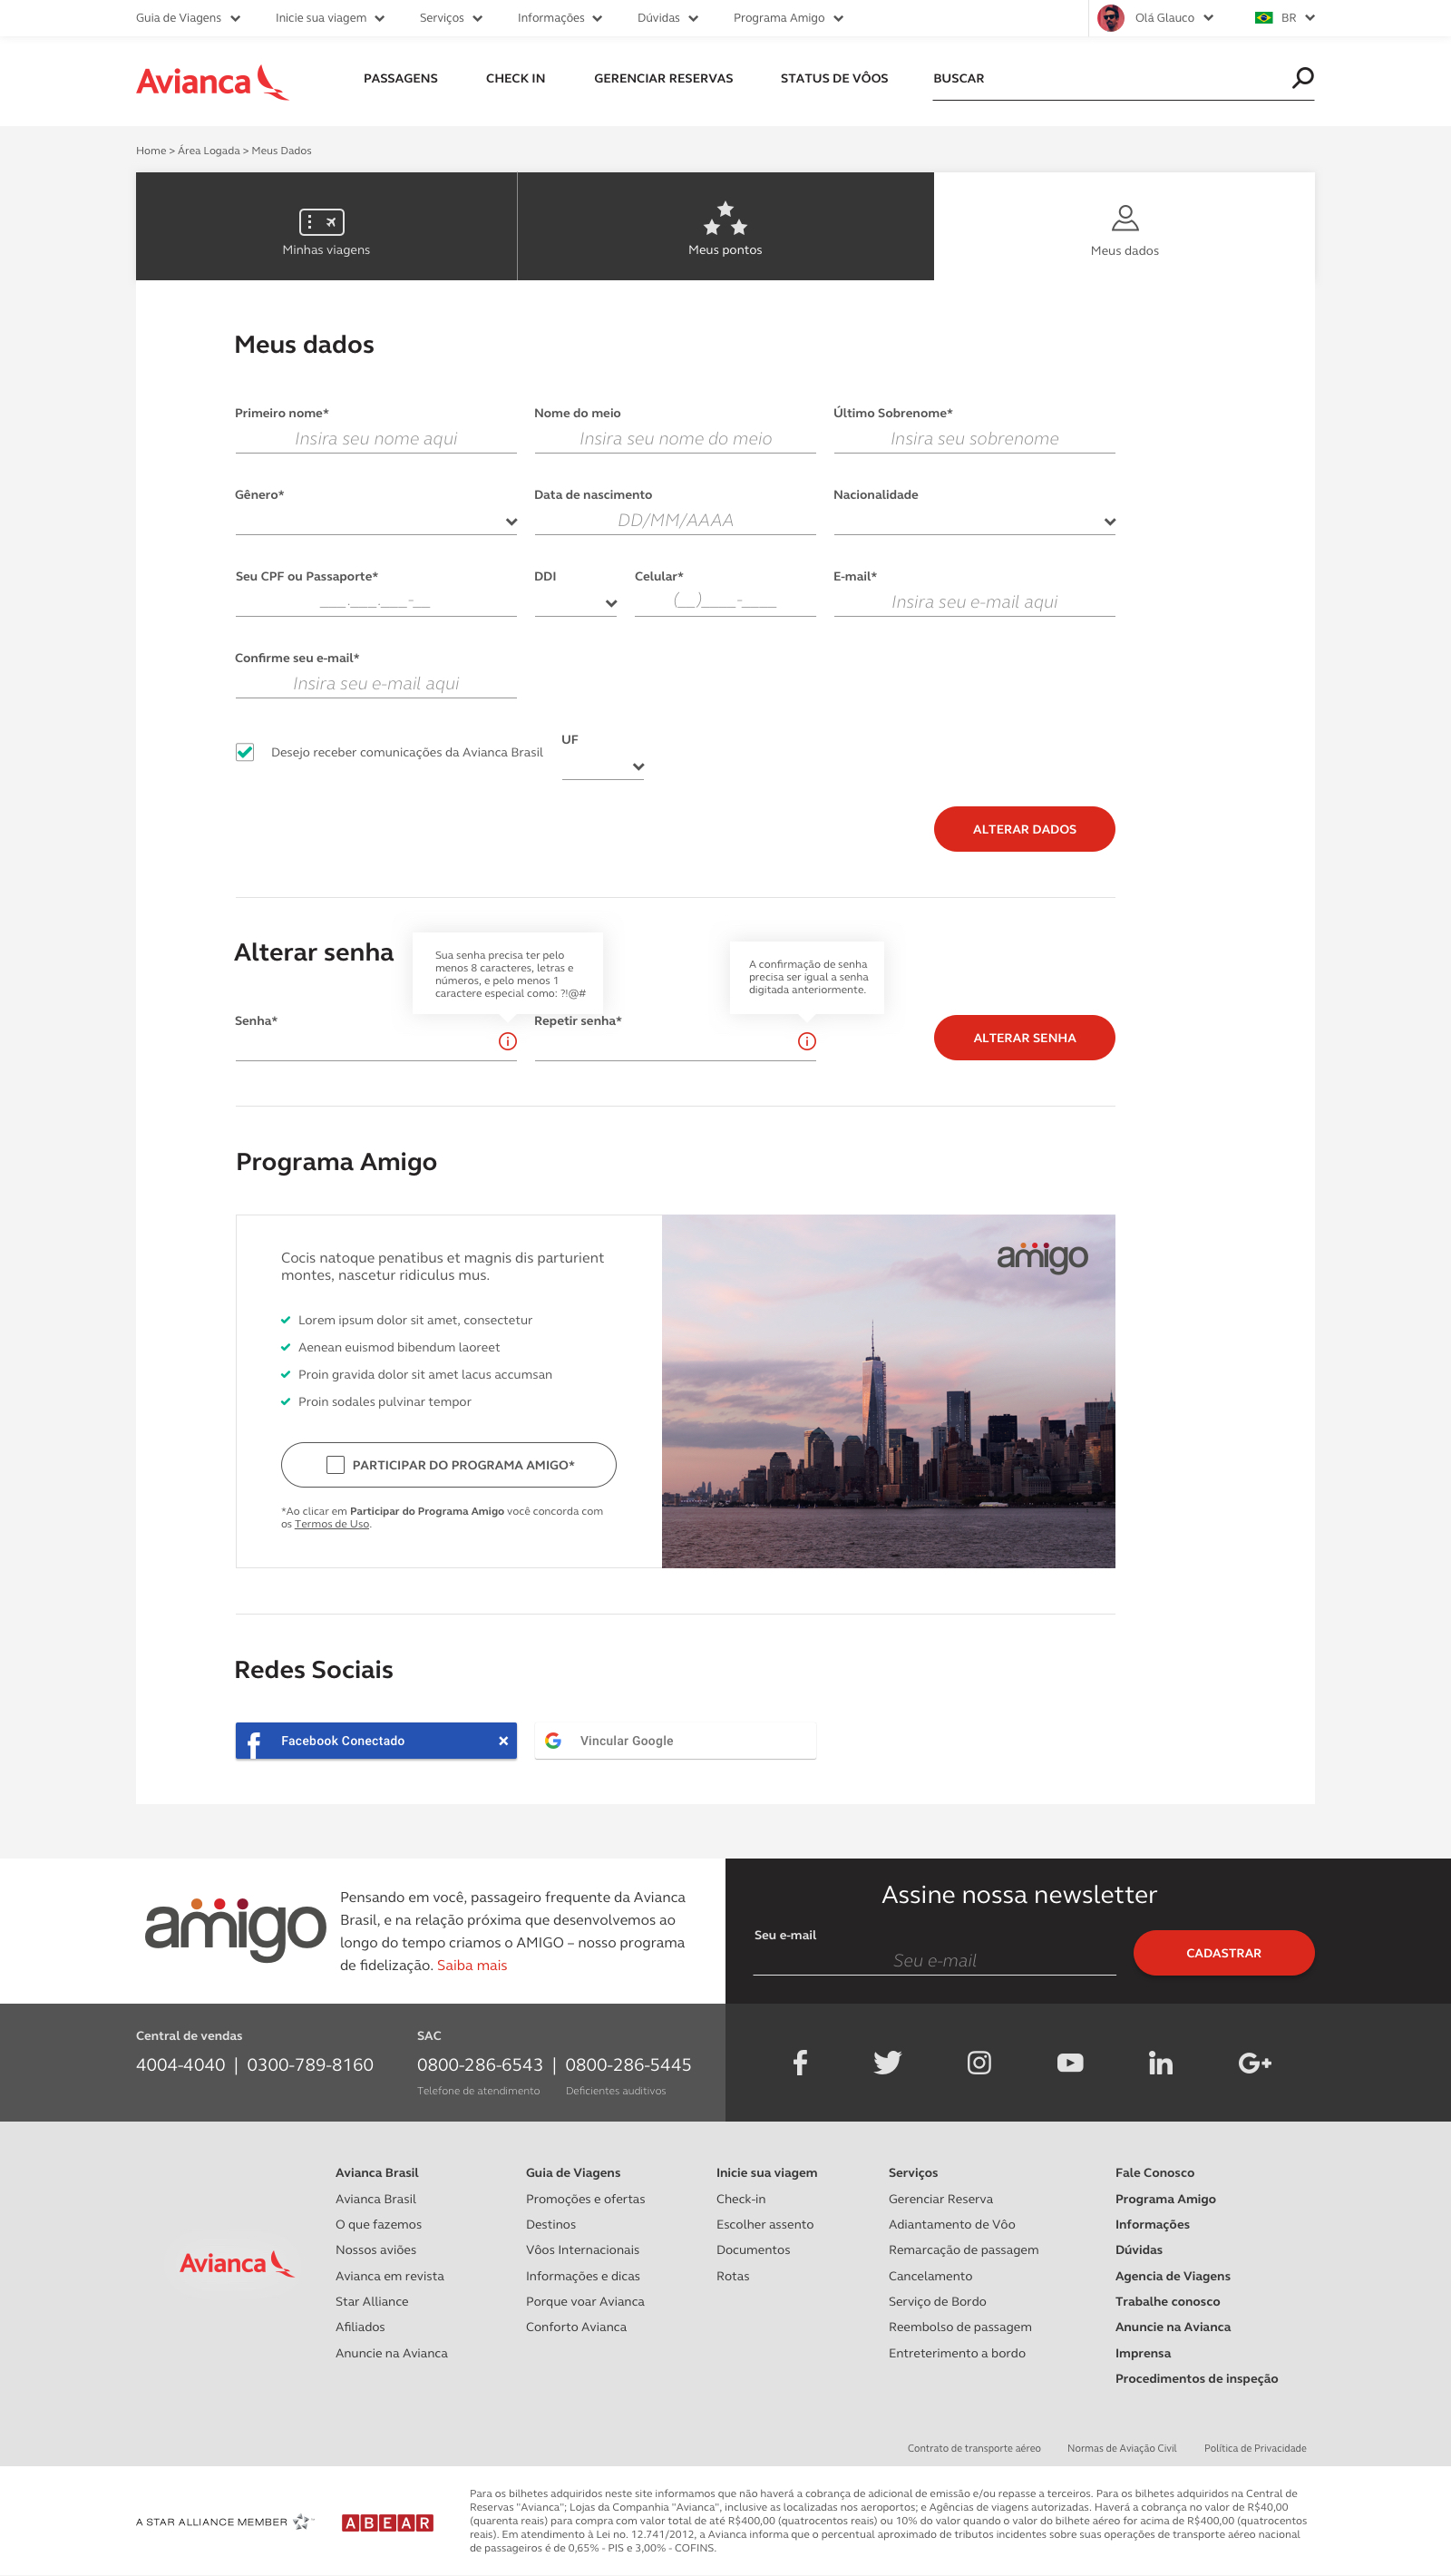 Guia de Viagens Inicie sua viagem Serviços Informações Dúvidas Programa Amigo Olá Glauco BR
Avianca PASSAGENS CHECK IN GERENCIAR RESERVAS STATUS DE VÔOS BUSCAR
Home > Área Logada > Meus Dados
Minhas viagens Meus pontos Meus dados
Meus dados
Primeiro nome* Nome do meio Último Sobrenome*
Insira seu nome aqui Insira seu nome do meio Insira seu sobrenome
Gênero* Data de nascimento Nacionalidade
DD/MM/AAAA
Seu CPF ou Passaporte* DDI Celular* E-mail*
___.___.___-__ (__)____-____ Insira seu e-mail aqui
Confirme seu e-mail*
Insira seu e-mail aqui
UF
Desejo receber comunicações da Avianca Brasil
ALTERAR DADOS
Alterar senha
Sua senha precisa ter pelo
menos 8 caracteres, letras e
números, e pelo menos 1
caractere especial como: ?!@#
A confirmação de senha
precisa ser igual a senha
digitada anteriormente.
Senha* Repetir senha*
ALTERAR SENHA
Programa Amigo
Cocis natoque penatibus et magnis dis parturient
montes, nascetur ridiculus mus.
Lorem ipsum dolor sit amet, consectetur
Aenean euismod bibendum laoreet
Proin gravida dolor sit amet lacus accumsan
Proin sodales pulvinar tempor
PARTICIPAR DO PROGRAMA AMIGO*
*Ao clicar em Participar do Programa Amigo você concorda com
os Termos de Uso.
amigo
Redes Sociais
Facebook Conectado Vincular Google
amigo
Pensando em você, passageiro frequente da Avianca
Brasil, e na relação próxima que desenvolvemos ao
longo do tempo criamos o AMIGO – nosso programa
de fidelização. Saiba mais
Assine nossa newsletter
Seu e-mail
Seu e-mail
CADASTRAR
Central de vendas
4004-4040 | 0300-789-8160
SAC
0800-286-6543 | 0800-286-5445
Telefone de atendimento Deficientes auditivos
Avianca
Avianca Brasil
Avianca Brasil
O que fazemos
Nossos aviões
Avianca em revista
Star Alliance
Afiliados
Anuncie na Avianca
Guia de Viagens
Promoções e ofertas
Destinos
Vôos Internacionais
Informações e dicas
Porque voar Avianca
Conforto Avianca
Inicie sua viagem
Check-in
Escolher assento
Documentos
Rotas
Serviços
Gerenciar Reserva
Adiantamento de Vôo
Remarcação de passagem
Cancelamento
Serviço de Bordo
Reembolso de passagem
Entreterimento a bordo
Fale Conosco
Programa Amigo
Informações
Dúvidas
Agencia de Viagens
Trabalhe conosco
Anuncie na Avianca
Imprensa
Procedimentos de inspeção
Contrato de transporte aéreo Normas de Aviação Civil Política de Privacidade
A STAR ALLIANCE MEMBER
ABEAR
Para os bilhetes adquiridos neste site informamos que não haverá a cobrança de adicional de emissão e/ou repasse a terceiros. Para os bilhetes adquiridos na Central de
Reservas "Avianca"; Lojas da Companhia "Avianca", inclusive as localizadas nos aeroportos; e Agências de viagens autorizadas. Haverá a cobrança no valor de R$40,00
(quarenta reais) para compra com valor total de até R$400,00 (quatrocentos reais) ou 10% do valor quando o valor do bilhete aéreo for acima de R$400,00 (quatrocentos
reais). Em atendimento à Lei no. 12.741/2012, a Avianca informa que o percentual aproximado de tributos incidentes sobre suas operações de transporte aéreo nacional
de passageiros é de 0,65% - PIS e 3,00% - COFINS.